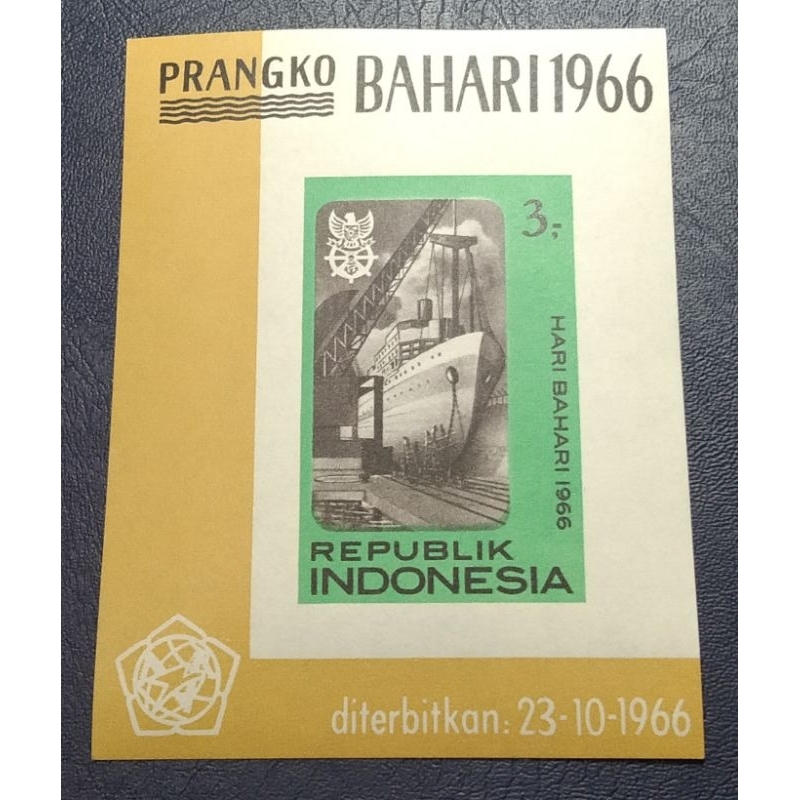 PRANGKO BAHARI 1966
3;
HARI BAHARI 1966
REPUBLIK
INDONESIA
diterbitkan: 23-10-1966